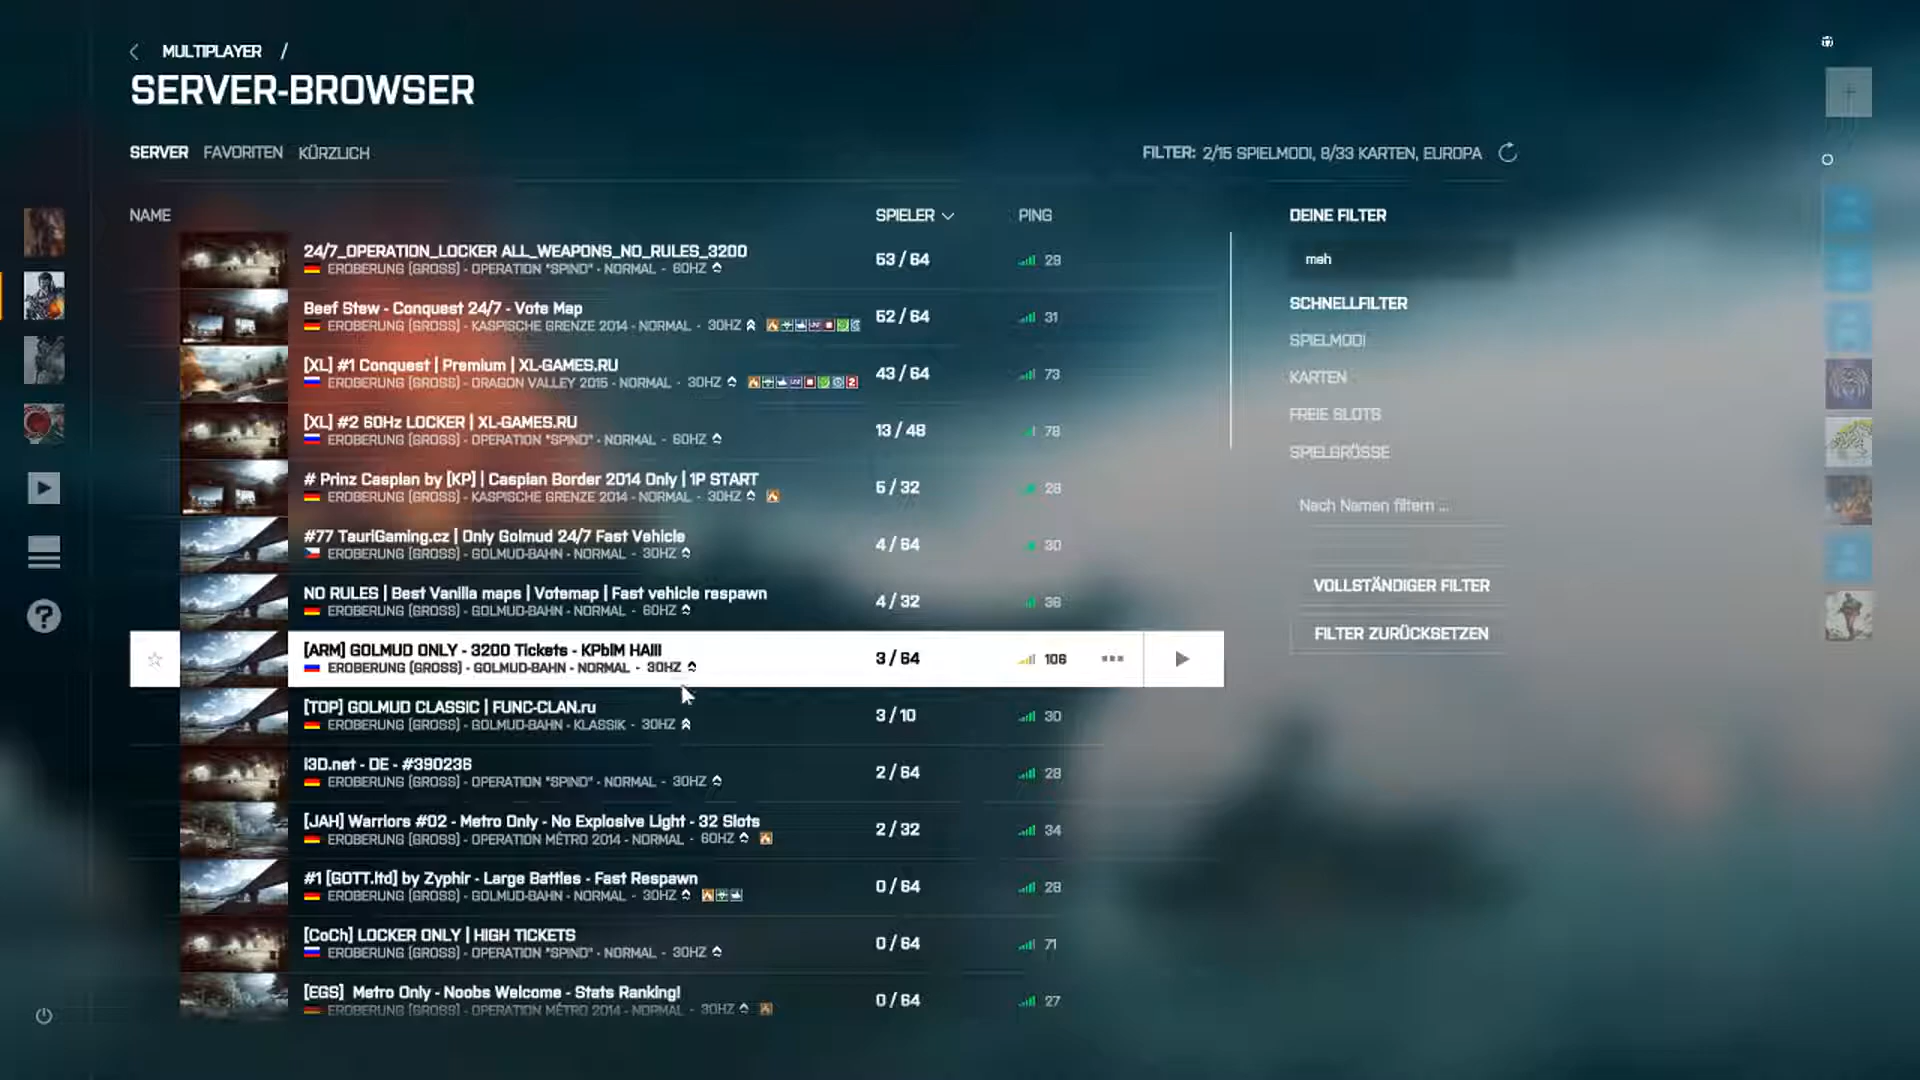 MULTIPLAYER /
SERVER-BROWSER
SERVER FAVORITEN KÜRZLICH
FILTER: 2/15 SPIELMODI, 8/33 KARTEN, EUROPA
NAME SPIELER PING
24/7_OPERATION_LOCKER ALL_WEAPONS_NO_RULES_3200
EROBERUNG (GROSS) - OPERATION "SPIND" - NORMAL - 60HZ
53 / 64 29
Beef Stew - Conquest 24/7 - Vote Map
EROBERUNG (GROSS) - KASPISCHE GRENZE 2014 - NORMAL - 30HZ
52 / 64 31
[XL] #1 Conquest | Premium | XL-GAMES.RU
EROBERUNG (GROSS) - DRAGON VALLEY 2015 - NORMAL - 30HZ
43 / 64 73
[XL] #2 60Hz LOCKER | XL-GAMES.RU
EROBERUNG (GROSS) - OPERATION "SPIND" - NORMAL - 60HZ
13 / 48 78
# Prinz Caspian by [KP] | Caspian Border 2014 Only | 1P START
EROBERUNG (GROSS) - KASPISCHE GRENZE 2014 - NORMAL - 30HZ
5 / 32 28
#77 TauriGaming.cz | Only Golmud 24/7 Fast Vehicle
EROBERUNG (GROSS) - GOLMUD-BAHN - NORMAL - 30HZ
4 / 64 30
NO RULES | Best Vanilla maps | Votemap | Fast vehicle respawn
EROBERUNG (GROSS) - GOLMUD-BAHN - NORMAL - 60HZ
4 / 32 36
[ARM] GOLMUD ONLY - 3200 Tickets - KPbIM HAIII
EROBERUNG (GROSS) - GOLMUD-BAHN - NORMAL - 30HZ
3 / 64 106
[TOP] GOLMUD CLASSIC | FUNC-CLAN.ru
EROBERUNG (GROSS) - GOLMUD-BAHN - KLASSIK - 30HZ
3 / 10 30
i3D.net - DE - #390236
EROBERUNG (GROSS) - OPERATION "SPIND" - NORMAL - 30HZ
2 / 64 28
[JAH] Warriors #02 - Metro Only - No Explosive Light - 32 Slots
EROBERUNG (GROSS) - OPERATION MÉTRO 2014 - NORMAL - 60HZ
2 / 32 34
#1 [GOTT.ltd] by Zyphir - Large Battles - Fast Respawn
EROBERUNG (GROSS) - GOLMUD-BAHN - NORMAL - 30HZ
0 / 64 28
[CoCh] LOCKER ONLY | HIGH TICKETS
EROBERUNG (GROSS) - OPERATION "SPIND" - NORMAL - 30HZ
0 / 64 71
[EGS] Metro Only - Noobs Welcome - Stats Ranking!
EROBERUNG (GROSS) - OPERATION MÉTRO 2014 - NORMAL - 30HZ
0 / 64 27
DEINE FILTER
meh
SCHNELLFILTER
SPIELMODI
KARTEN
FREIE SLOTS
SPIELGRÖSSE
Nach Namen filtern ...
VOLLSTÄNDIGER FILTER
FILTER ZURÜCKSETZEN